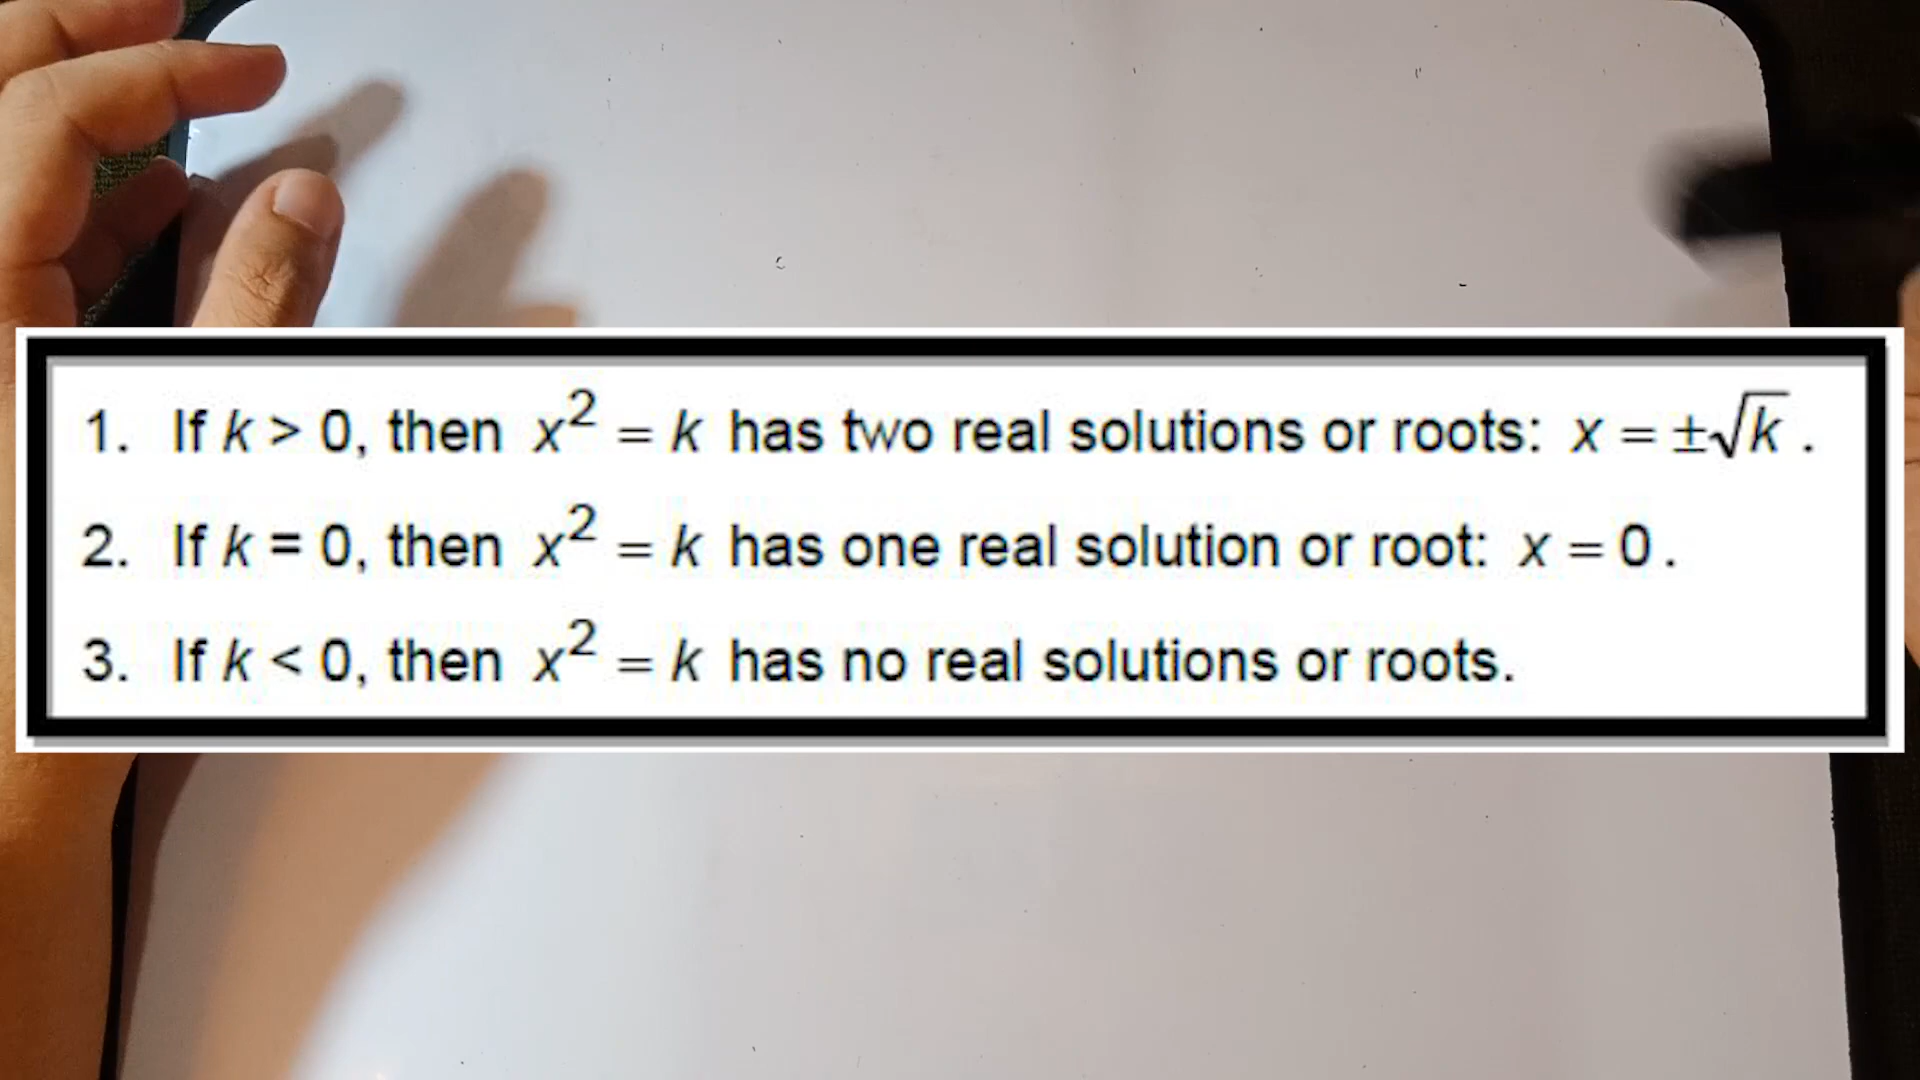 1. If k > 0, then x² = k has two real solutions or roots: x = ±√k .
2. If k = 0, then x² = k has one real solution or root: x = 0 .
3. If k < 0, then x² = k has no real solutions or roots.